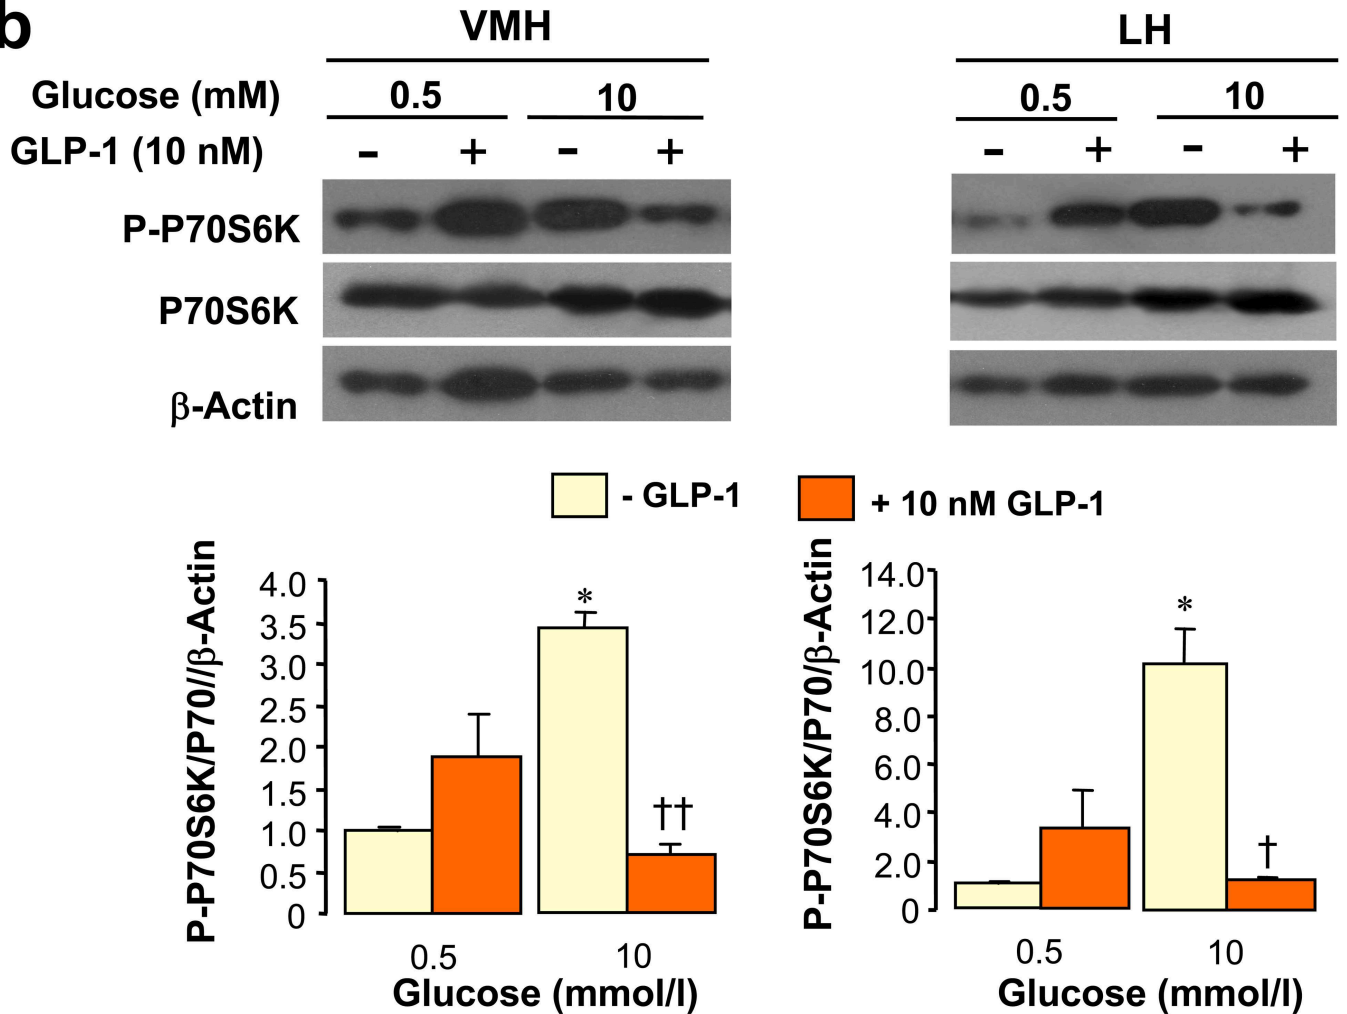 b
VMH
LH
Glucose (mM)
0.5
10
0.5
10
GLP-1 (10 nM)
- + - +
- + - +
P-P70S6K
P70S6K
β-Actin
- GLP-1
+ 10 nM GLP-1
P-P70S6K/P70//β-Actin
4.0
3.5
3.0
2.5
2.0
1.5
1.0
0.5
0
*
††
0.5
10
Glucose (mmol/l)
P-P70S6K/P70/β-Actin
14.0
12.0
10.0
8.0
6.0
4.0
2.0
0
*
†
0.5
10
Glucose (mmol/l)